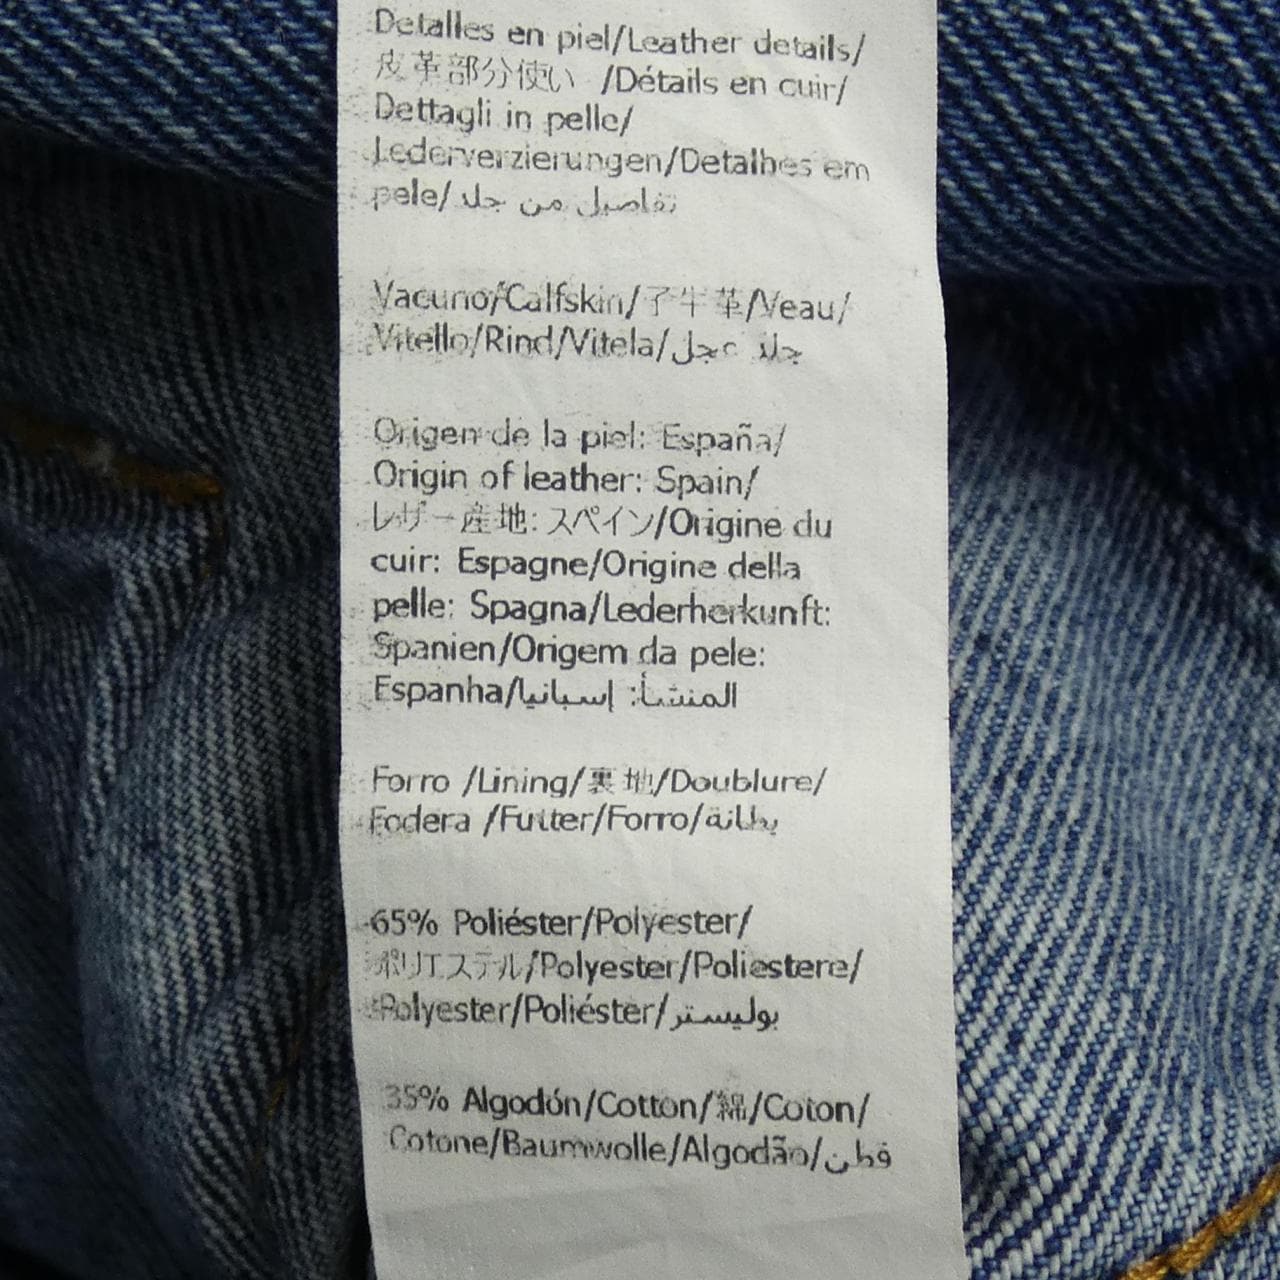 Detalles en piel/Leather details/
皮革部分使い /Détails en cuir/
Dettagli in pelle/
Lederverzierungen/Detalhes em
pele/ تفاصيل من جلد
Vacuno/Calfskin/子牛革/Veau/
Vitello/Rind/Vitela/جلد عجل
Origen de la piel: España/
Origin of leather: Spain/
レザー産地: スペイン/Origine du
cuir: Espagne/Origine della
pelle: Spagna/Lederherkunft:
Spanien/Origem da pele:
Espanha/المنشأ: إسبانيا
Forro /Lining/裏地/Doublure/
Fodera /Futter/Forro/بطانة
65% Poliéster/Polyester/
ポリエステル/Polyester/Poliestere/
Polyester/Poliéster/بوليستر
35% Algodón/Cotton/綿/Coton/
Cotone/Baumwolle/Algodão/قطن